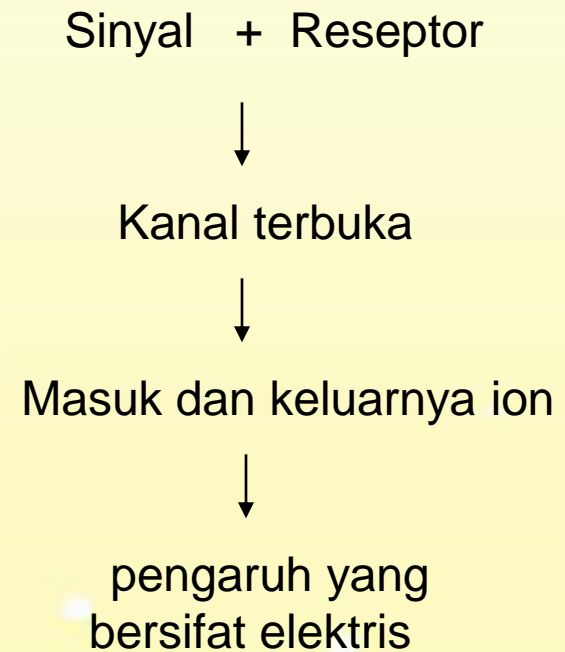 Sinyal + Reseptor
Kanal terbuka
Masuk dan keluarnya ion
pengaruh yang
bersifat elektris